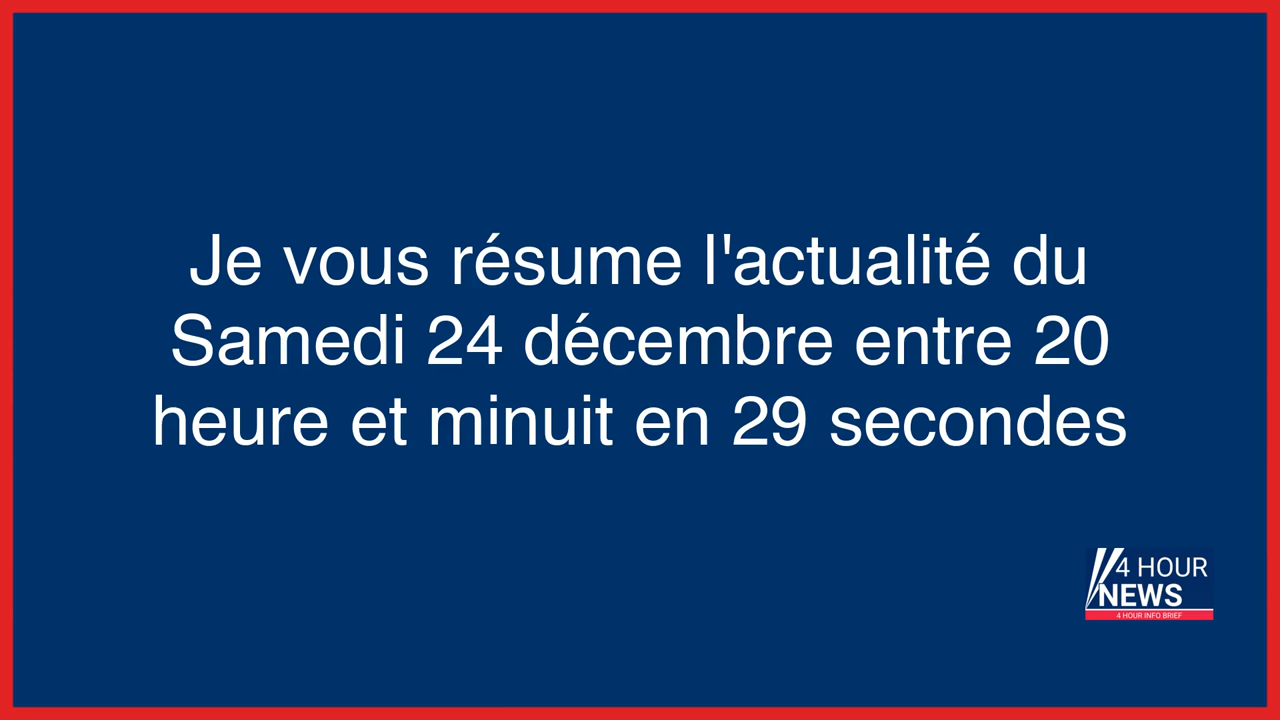 Je vous résume l'actualité du
Samedi 24 décembre entre 20
heure et minuit en 29 secondes
4 HOUR
NEWS
4 HOUR INFO BRIEF